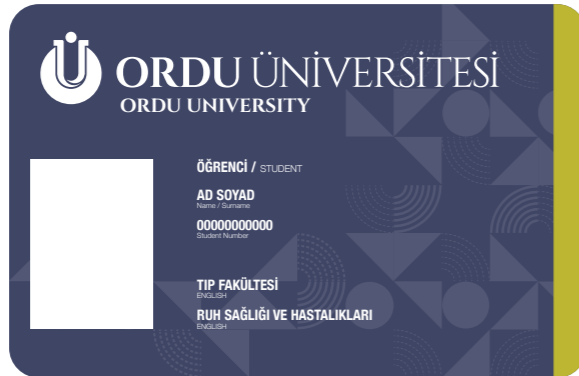 ORDU ÜNİVERSİTESİ
ORDU UNIVERSITY
ÖĞRENCİ / STUDENT
AD SOYAD
Name / Surname
00000000000
Student Number
TIP FAKÜLTESİ
ENGLISH
RUH SAĞLIĞI VE HASTALIKLARI
ENGLISH